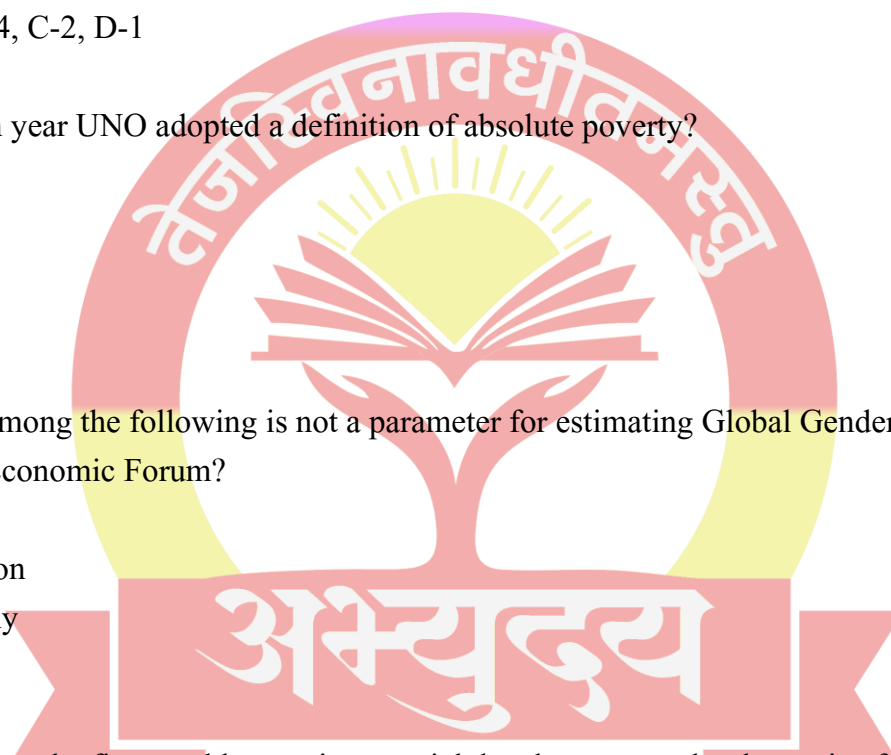 4, C-2, D-1
year UNO adopted a definition of absolute poverty?
तेजस्विनावधीतमस्तु
mong the following is not a parameter for estimating Global Gender
conomic Forum?
on
y
अभ्युदय